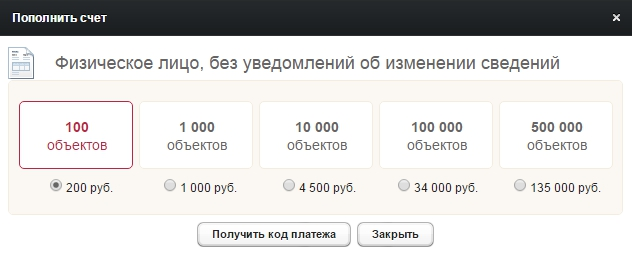 Пополнить счет ×
Физическое лицо, без уведомлений об изменении сведений
100 1 000 10 000 100 000 500 000
объектов объектов объектов объектов объектов
200 руб. 1 000 руб. 4 500 руб. 34 000 руб. 135 000 руб.
Получить код платежа Закрыть